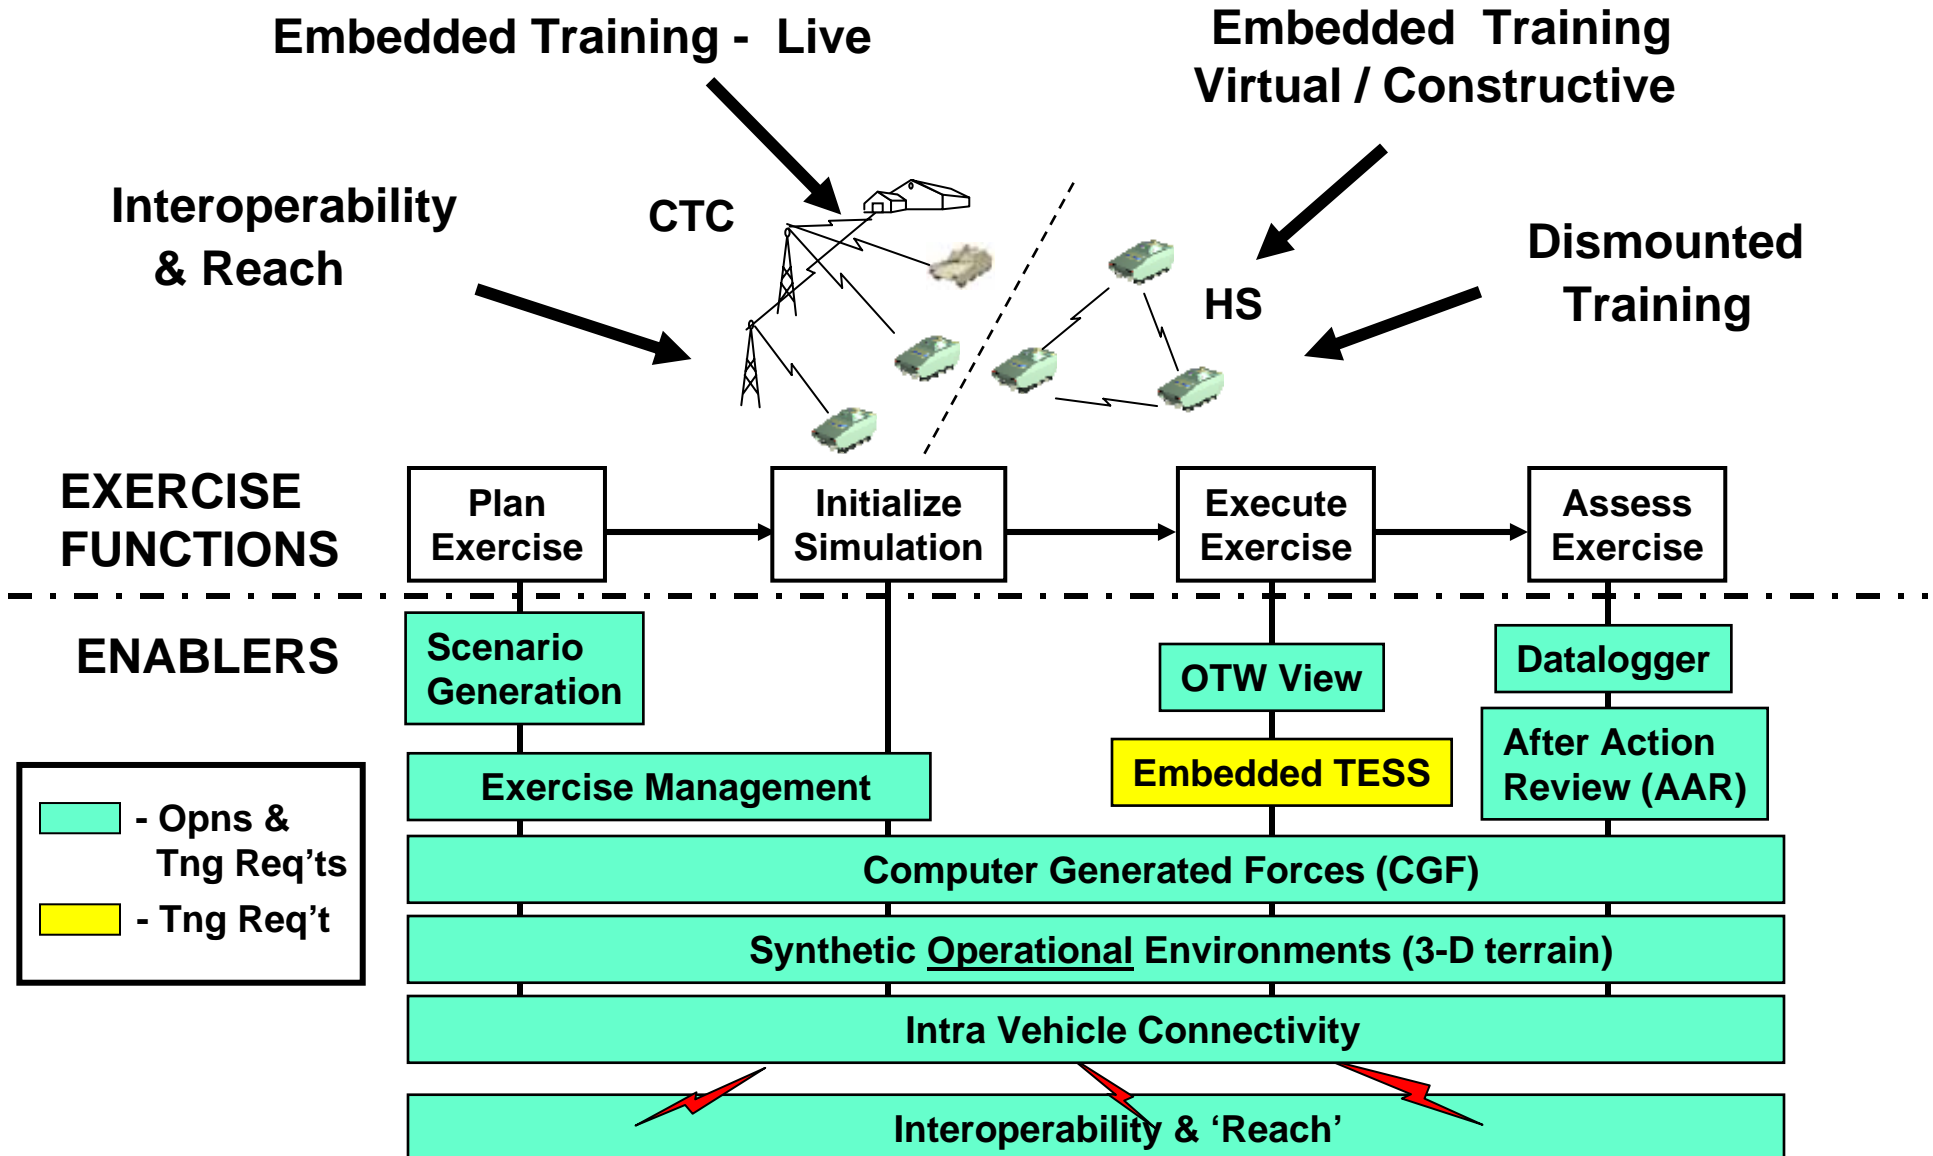 Embedded Training - Live
Embedded Training
Virtual / Constructive
Interoperability
& Reach
CTC
HS
Dismounted
Training
EXERCISE
FUNCTIONS
Plan
Exercise
Initialize
Simulation
Execute
Exercise
Assess
Exercise
ENABLERS
Scenario
Generation
OTW View
Datalogger
Exercise Management
Embedded TESS
After Action
Review (AAR)
- Opns &
Tng Req'ts
- Tng Req't
Computer Generated Forces (CGF)
Synthetic Operational Environments (3-D terrain)
Intra Vehicle Connectivity
Interoperability & ‘Reach’